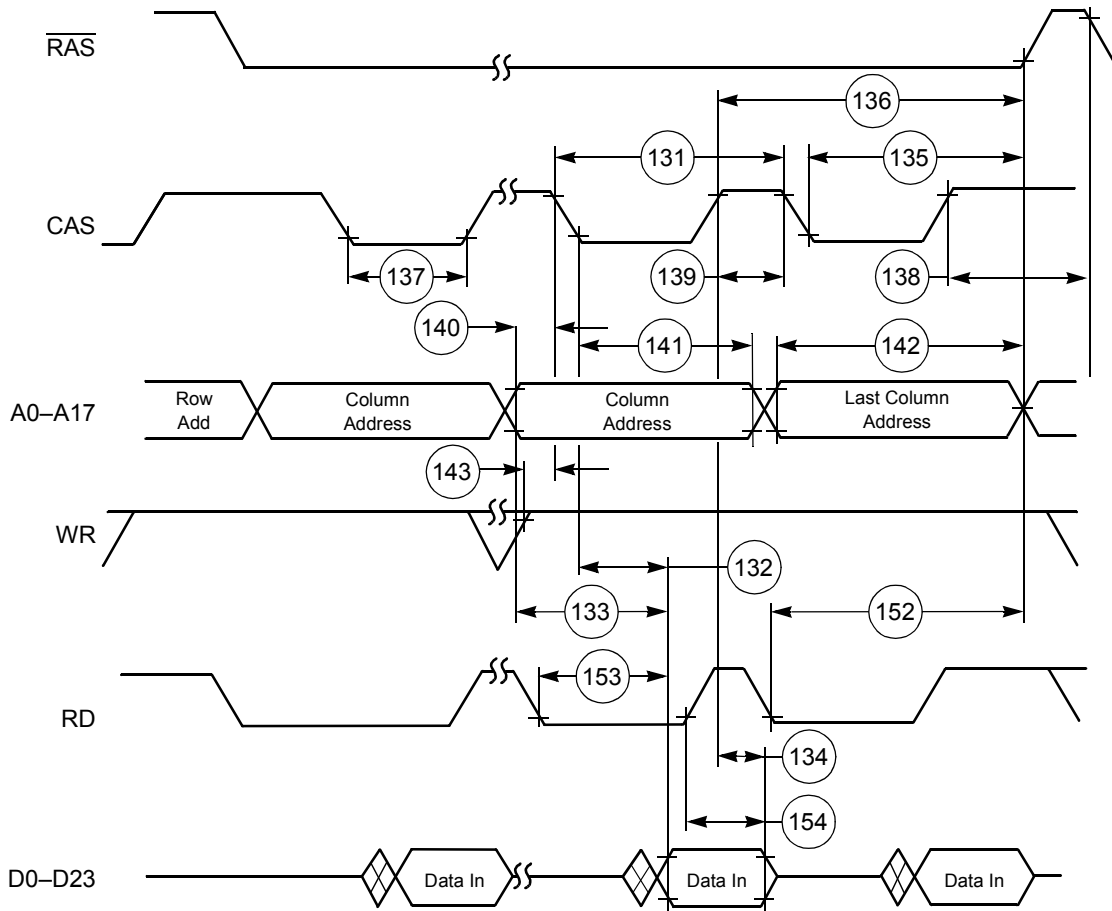 RAS
136
131
135
CAS
137
139
138
140
141
142
A0–A17
Row
Add
Column
Address
Column
Address
Last Column
Address
143
WR
132
133
152
153
RD
134
154
D0–D23
Data In
Data In
Data In